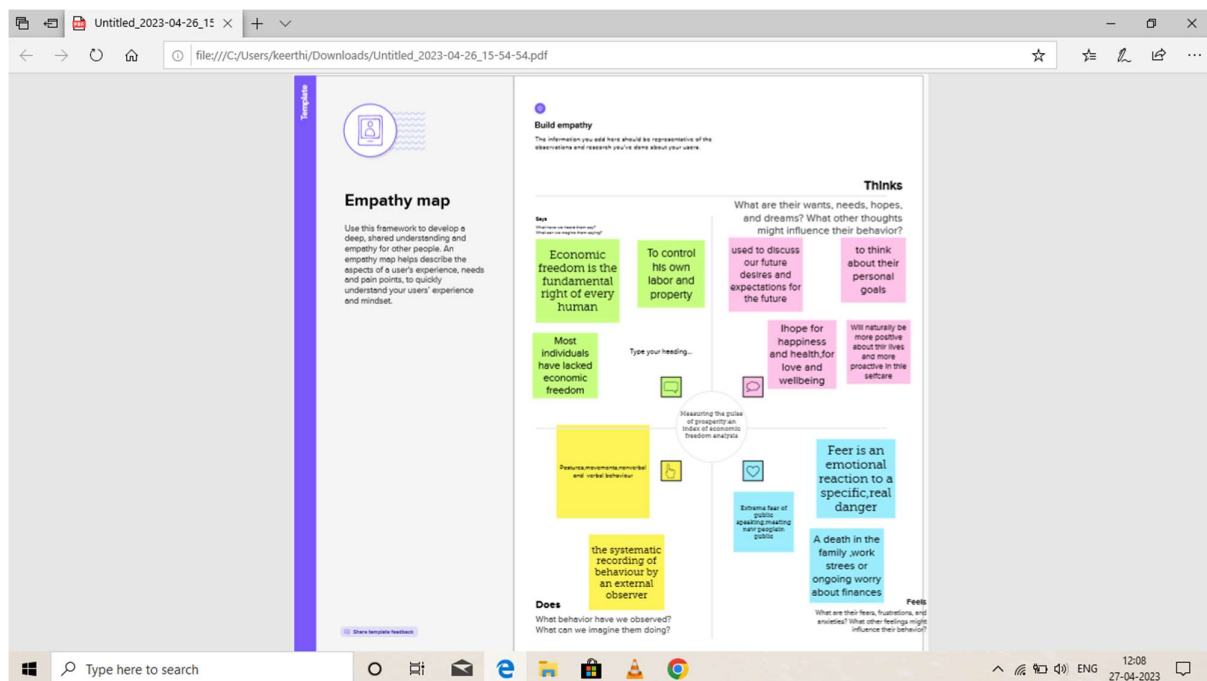 Untitled_2023-04-26_15
file:///C:/Users/keerthi/Downloads/Untitled_2023-04-26_15-54-54.pdf
Template
Empathy map
Use this framework to develop a
deep, shared understanding and
empathy for other people. An
empathy map helps describe the
aspects of a user's experience, needs
and pain points, to quickly
understand your users' experience
and mindset.
Share template feedback
Build empathy
The information you add here should be representative of the
observations and research you've done about your users.
Says
What have we heard them say?
What can we imagine them saying?
Economic
freedom is the
fundamental
right of every
human
To control
his own
labor and
property
Most
individuals
have lacked
economic
freedom
Type your heading...
Thinks
What are their wants, needs, hopes,
and dreams? What other thoughts
might influence their behavior?
used to discuss
our future
desires and
expectations for
the future
to think
about their
personal
goals
Ihope for
happiness
and health,for
love and
wellbeing
Will naturally be
more positive
about thir lives
and more
proactive in thie
selfcare
Measuring the pulse
of prosperity:an
index of economic
freedom analysis
Postures,movements,nonverbal
and verbal behaviour
the systematic
recording of
behaviour by
an external
observer
Does
What behavior have we observed?
What can we imagine them doing?
Feer is an
emotional
reaction to a
specific,real
danger
Extreme fear of
public
speaking,meeting
new peoplein
public
A death in the
family ,work
strees or
ongoing worry
about finances
Feels
What are their fears, frustrations, and
anxieties? What other feelings might
influence their behavior?
Type here to search
ENG
12:08
27-04-2023